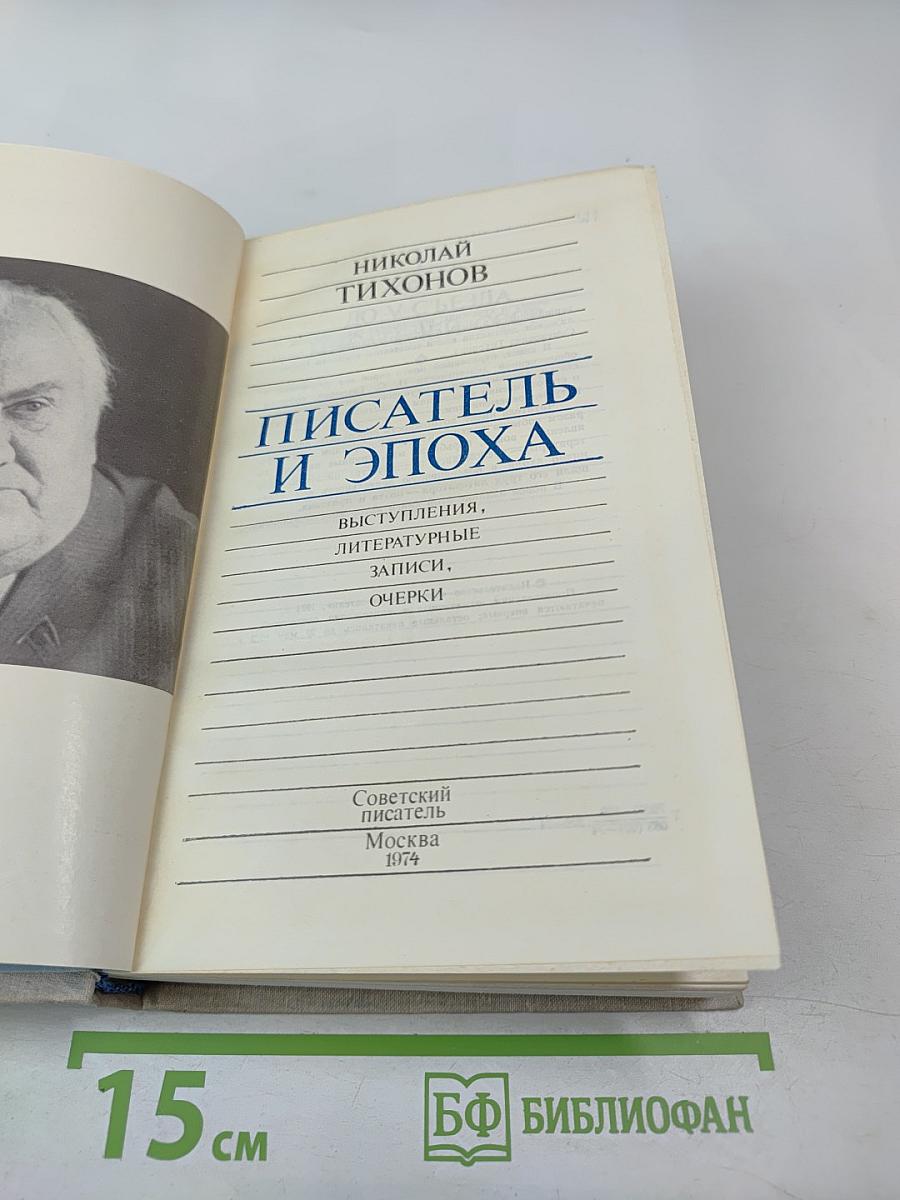 НИКОЛАЙ
ТИХОНОВ
ПИСАТЕЛЬ
И ЭПОХА
ВЫСТУПЛЕНИЯ,
ЛИТЕРАТУРНЫЕ
ЗАПИСИ,
ОЧЕРКИ
Советский
писатель
Москва
1974
15 см
БФ БИБЛИОФАН